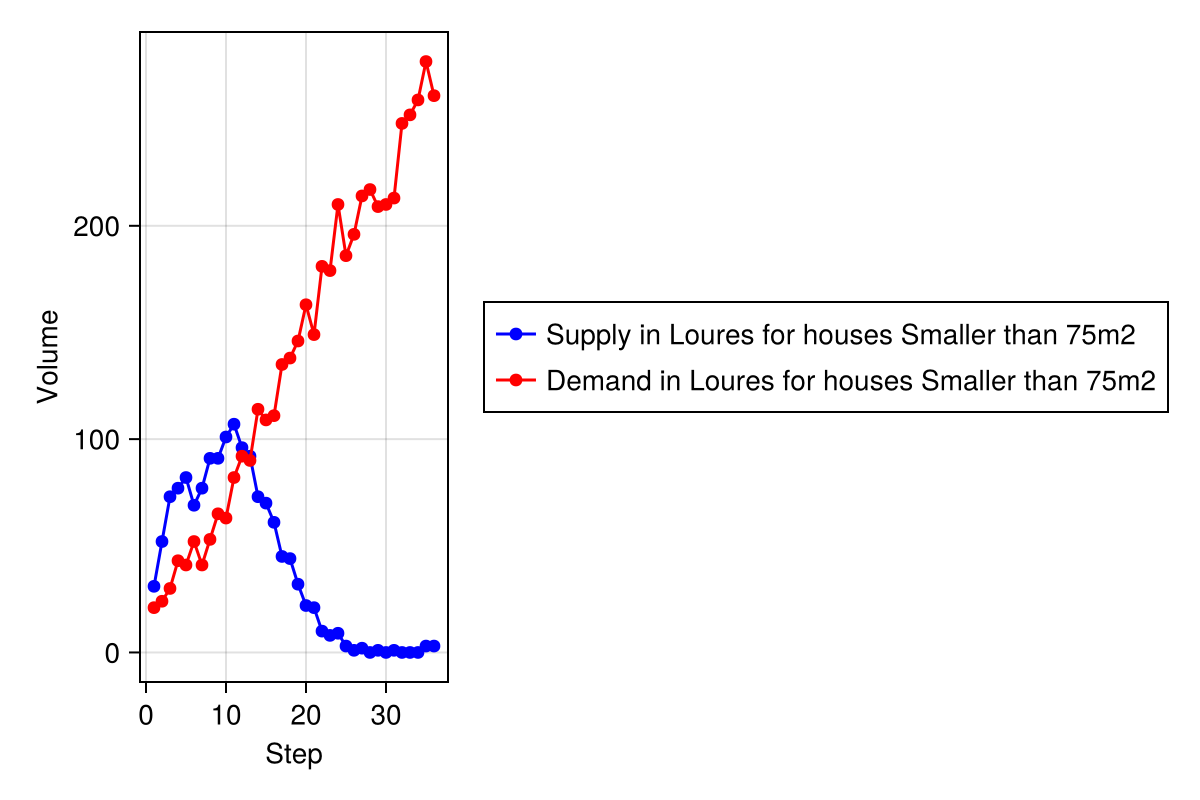 Volume
200
100
0
0 10 20 30
Step
Supply in Loures for houses Smaller than 75m2
Demand in Loures for houses Smaller than 75m2